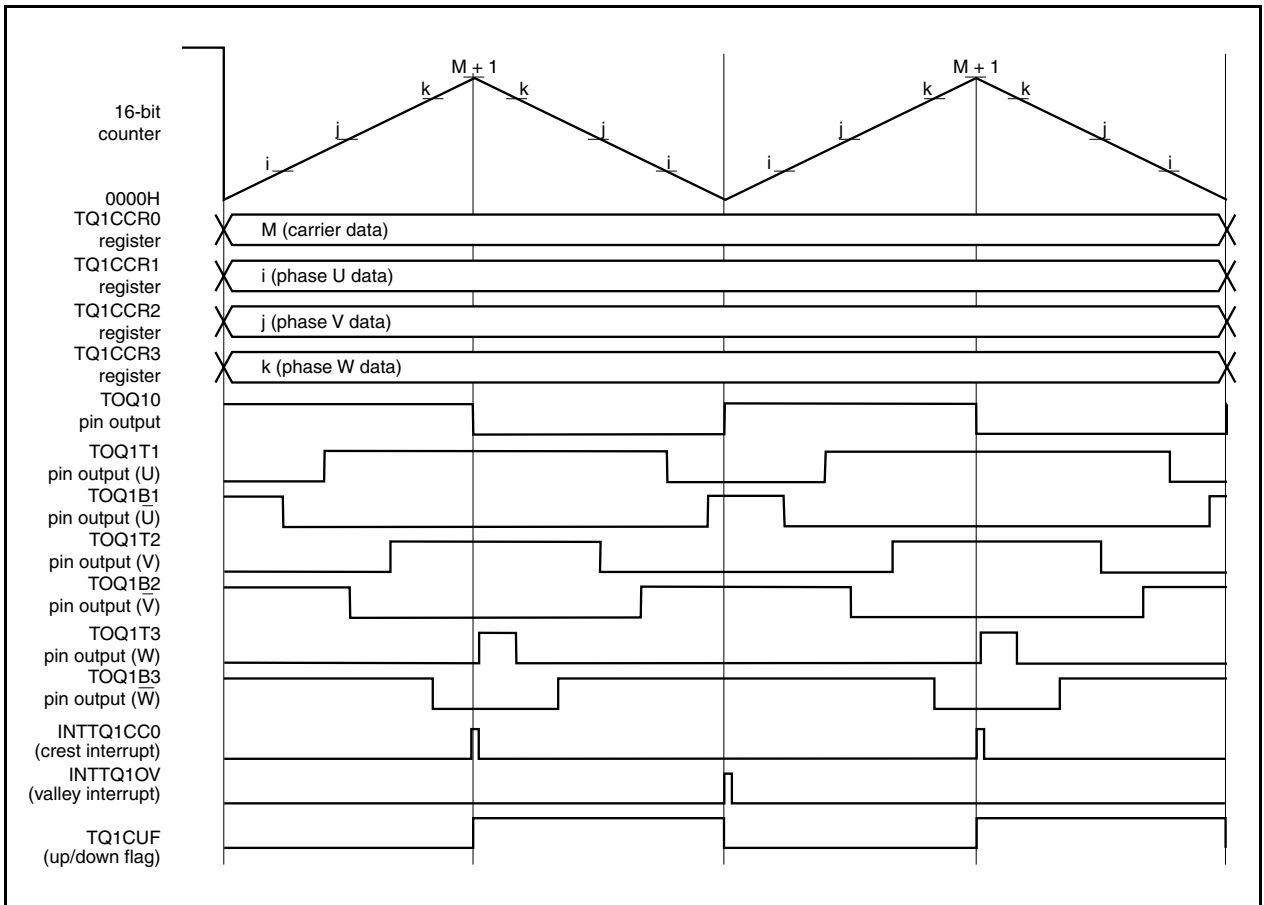 M + 1
M + 1
k
k
k
k
16-bit
counter
j
j
j
j
i
i
i
i
0000H
TQ1CCR0
register
M (carrier data)
TQ1CCR1
register
i (phase U data)
TQ1CCR2
register
j (phase V data)
TQ1CCR3
register
k (phase W data)
TOQ10
pin output
TOQ1T1
pin output (U)
TOQ1B1
pin output (U̅)
TOQ1T2
pin output (V)
TOQ1B2
pin output (V̅)
TOQ1T3
pin output (W)
TOQ1B3
pin output (W̅)
INTTQ1CC0
(crest interrupt)
INTTQ1OV
(valley interrupt)
TQ1CUF
(up/down flag)